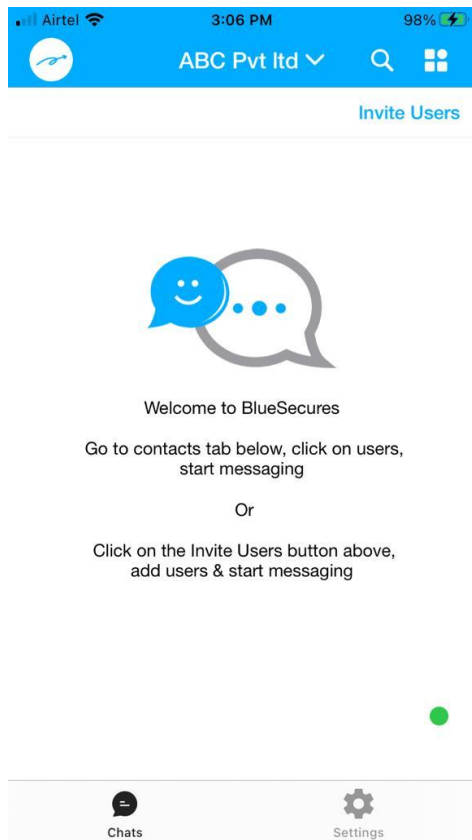 Airtel 3:06 PM 98%
ABC Pvt ltd
Invite Users
Welcome to BlueSecures
Go to contacts tab below, click on users,
start messaging
Or
Click on the Invite Users button above,
add users & start messaging
Chats Settings